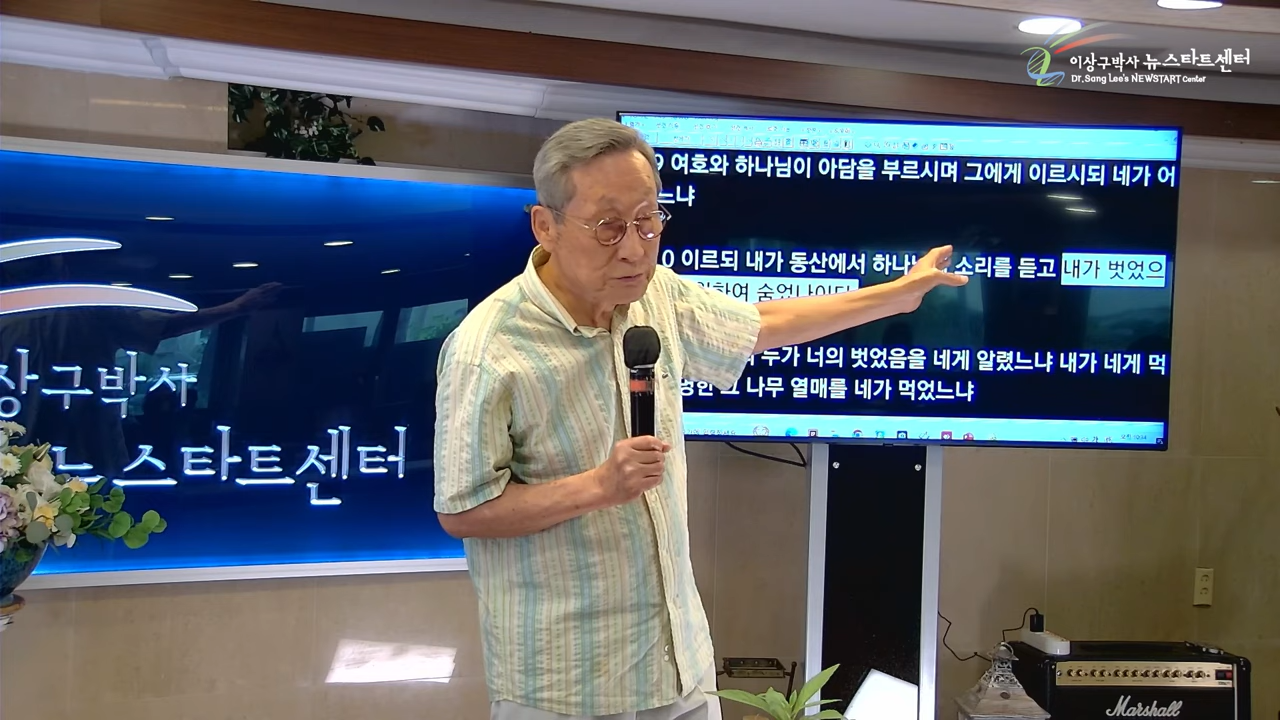 이상구박사 뉴스타트센터
Dr. Sang Lee's NEWSTART Center
9 여호와 하나님이 아담을 부르시며 그에게 이르시되 네가 어
느냐
0 이르되 내가 동산에서 소리를 듣고 내가 벗었으
숨었나이다
누가 너의 벗었음을 네게 알렸느냐 내가 네게 먹
그 나무 열매를 네가 먹었느냐
상구박사
뉴스타트센터
Marshall